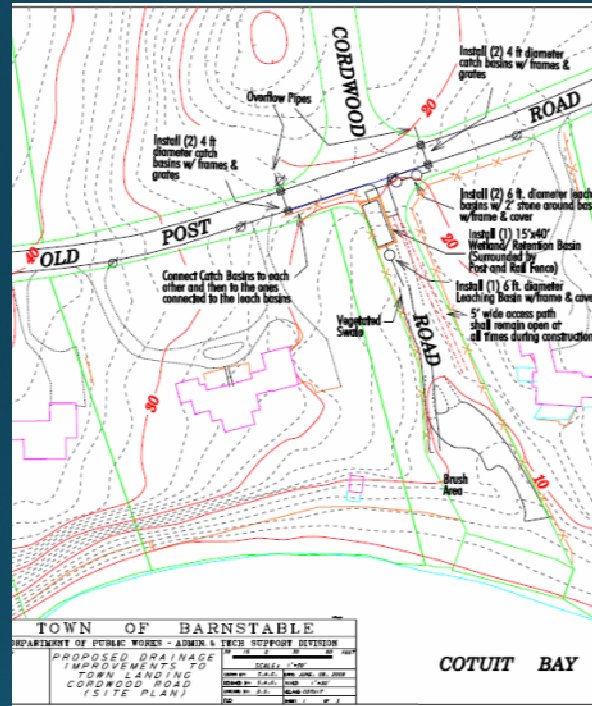 CORDWOOD
Install (2) 4 ft diameter
catch basins w/ frames &
grates
Overflow Pipes
20
ROAD
Install (2) 4 ft
diameter catch
basins w/ frames &
grates
Install (2) 6 ft. diameter leach
basins w/ 2' stone around bas
w/frame & cover
20
Install (1) 15'x40'
Wetland/Retention Basin
(Surrounded by
Post and Rail Fence)
40
OLD
POST
Connect Catch Basins to each
other and then to the ones
connected to the leach basins.
Install (1) 6 ft. diameter
Leaching Basin w/frame & cove
5' wide access path
shall remain open at
all times during construction
Vegetated
Swale
ROAD
30
Brush
Area
10
TOWN OF BARNSTABLE
DEPARTMENT OF PUBLIC WORKS - ADMIN. & TECH SUPPORT DIVISION
PROPOSED DRAINAGE
IMPROVEMENTS TO
TOWN LANDING
CORDWOOD ROAD
(SITE PLAN)
COTUIT BAY